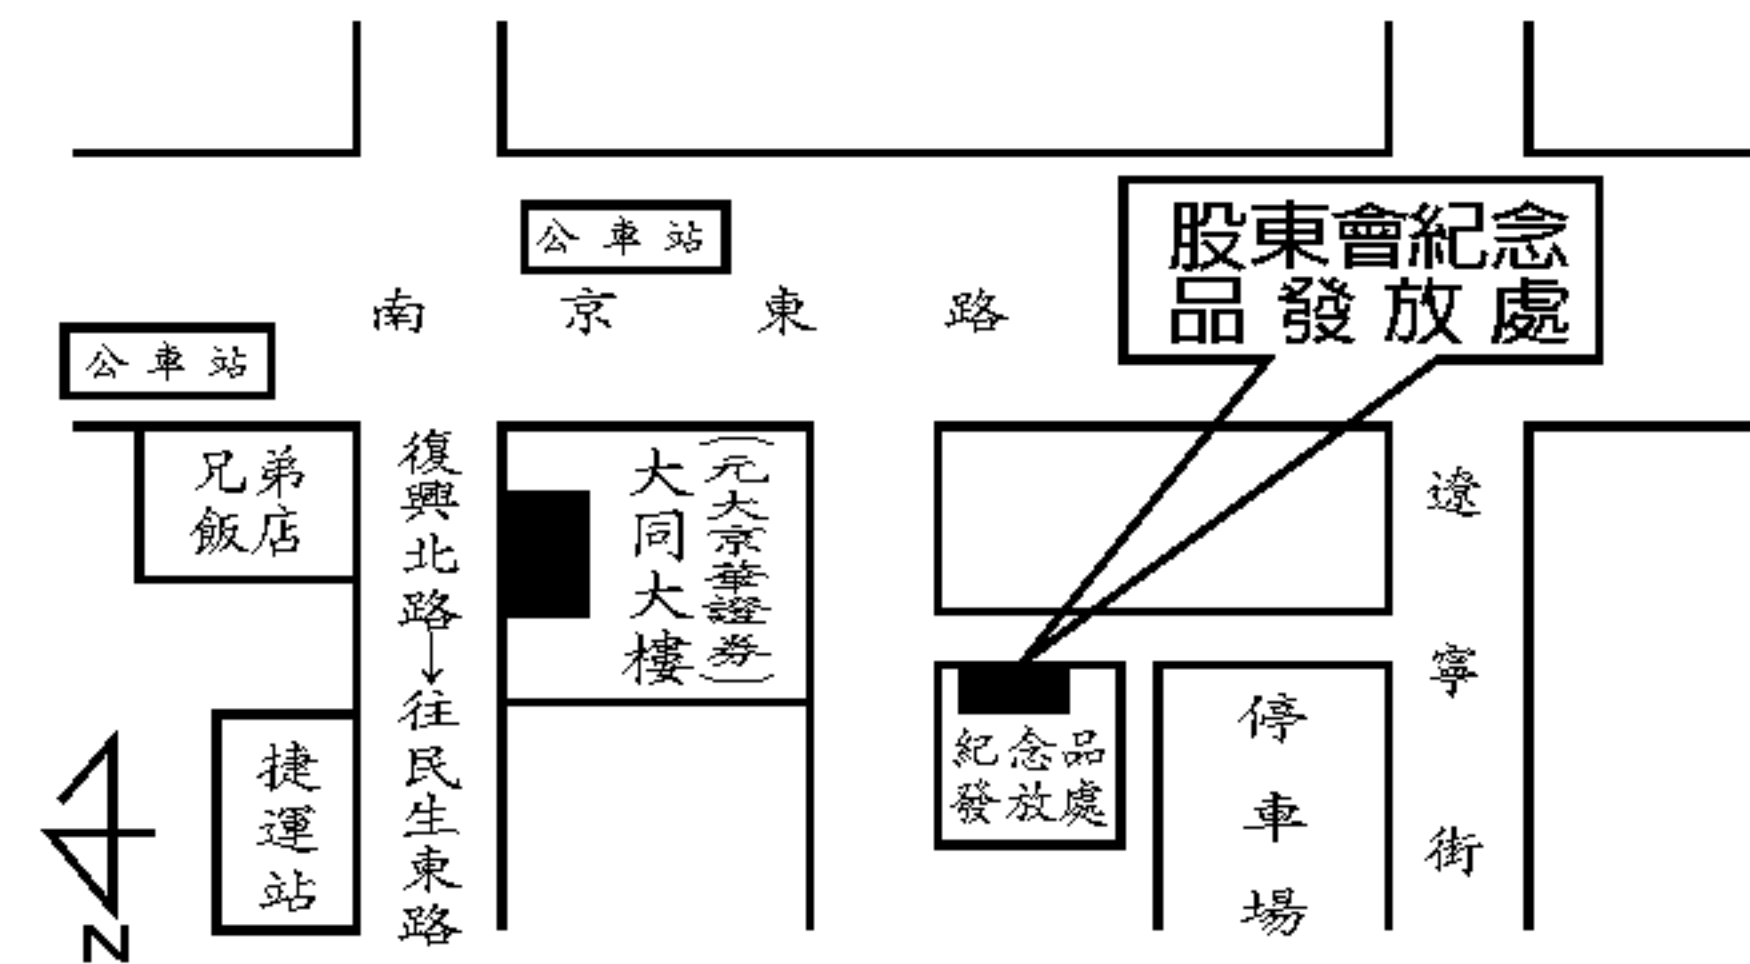 公車站
股東會紀念
品發放處
南京東路
公車站
兄弟
飯店
復興北路→往民生東路
大同大樓
(元大京華證券)
遼寧街
捷運站
紀念品
發放處
停車場
N